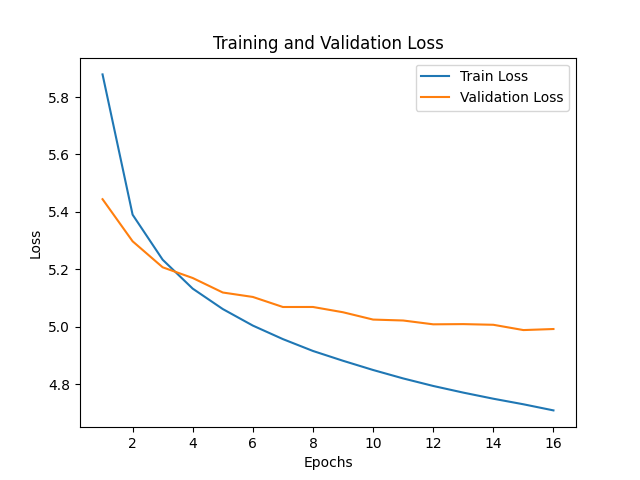 Training and Validation Loss
Train Loss
Validation Loss
5.8
5.6
5.4
5.2
5.0
4.8
Loss
2 4 6 8 10 12 14 16
Epochs